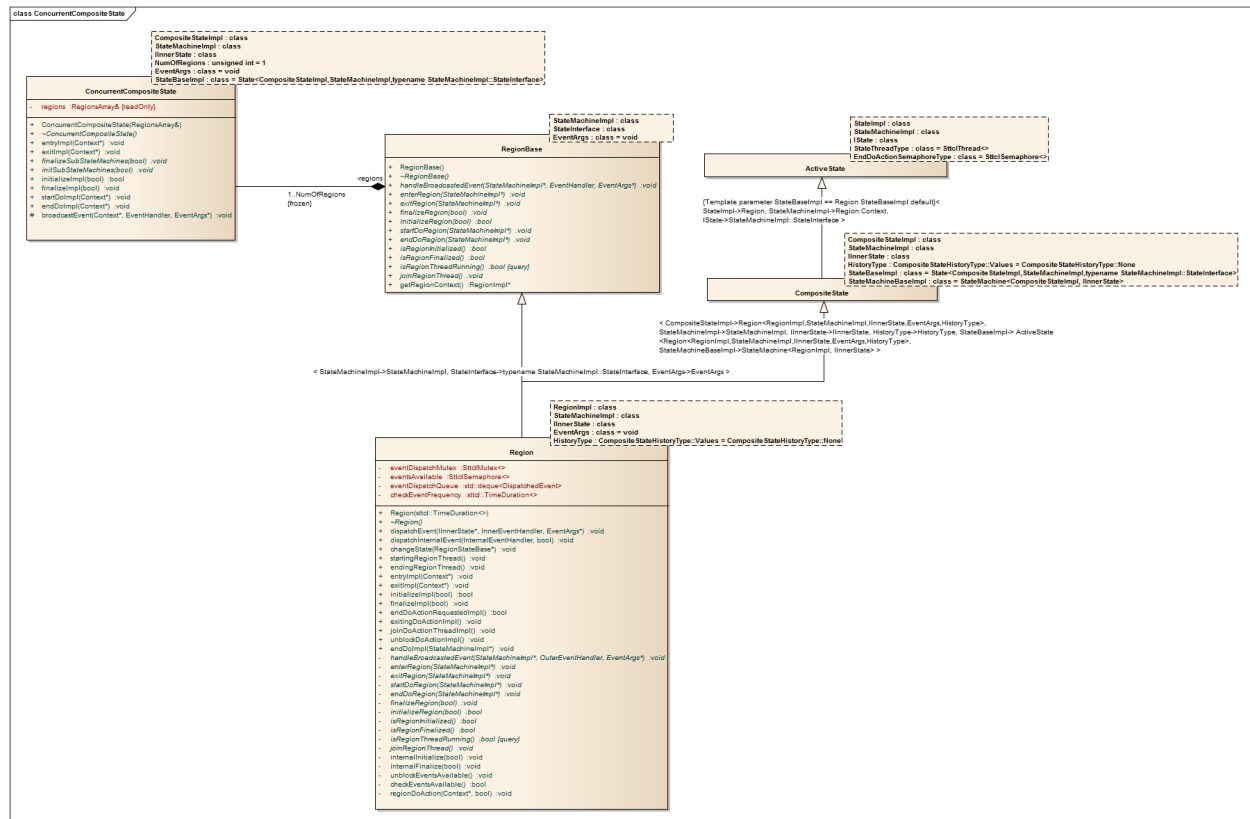 class ConcurrentCompositeState
CompositeStateImpl : class
StateMachineImpl : class
IInnerState : class
NumOfRegions : unsigned int = 1
EventArgs : class = void
StateBaseImpl : class = State<CompositeStateImpl,StateMachineImpl,typename StateMachineImpl::StateInterface>
ConcurrentCompositeState
- regions :RegionsArray& {readOnly}
+ ConcurrentCompositeState(RegionsArray&)
+ ~ConcurrentCompositeState()
+ entryImpl(Context*) :void
+ exitImpl(Context*) :void
+ finalizeSubStateMachines(bool) :void
+ initSubStateMachines(bool) :void
+ initializeImpl(bool) :bool
+ finalizeImpl(bool) :void
+ startDoImpl(Context*) :void
+ endDoImpl(Context*) :void
# broadcastEvent(Context*, EventHandler, EventArgs*) :void
-regions
1..NumOfRegions
{frozen}
StateMachineImpl : class
StateInterface : class
EventArgs : class = void
RegionBase
+ RegionBase()
+ ~RegionBase()
+ handleBroadcastedEvent(StateMachineImpl*, EventHandler, EventArgs*) :void
+ enterRegion(StateMachineImpl*) :void
+ exitRegion(StateMachineImpl*) :void
+ finalizeRegion(bool) :void
+ initializeRegion(bool) :bool
+ startDoRegion(StateMachineImpl*) :void
+ endDoRegion(StateMachineImpl*) :void
+ isRegionInitialized() :bool
+ isRegionFinalized() :bool
+ isRegionThreadRunning() :bool {query}
+ joinRegionThread() :void
+ getRegionContext() :RegionImpl*
StateImpl : class
StateMachineImpl : class
IState : class
StateThreadType : class = SttclThread<>
EndDoActionSemaphoreType : class = SttclSemaphore<>
ActiveState
{Template parameter StateBaseImpl == Region StateBaseImpl default}<
StateImpl->Region, StateMachineImpl->Region.Context,
IState->StateMachineImpl::StateInterface >
CompositeStateImpl : class
StateMachineImpl : class
IInnerState : class
HistoryType : CompositeStateHistoryType::Values = CompositeStateHistoryType::None
StateBaseImpl : class = State<CompositeStateImpl,StateMachineImpl,typename StateMachineImpl::StateInterface>
StateMachineBaseImpl : class = StateMachine<CompositeStateImpl, IInnerState>
CompositeState
< CompositeStateImpl->Region<RegionImpl,StateMachineImpl,IInnerState,EventArgs,HistoryType>,
StateMachineImpl->StateMachineImpl, IInnerState->IInnerState, HistoryType->HistoryType, StateBaseImpl-> ActiveState
<Region<RegionImpl,StateMachineImpl,IInnerState,EventArgs,HistoryType>,
StateMachineBaseImpl->StateMachine<RegionImpl, IInnerState> >
< StateMachineImpl->StateMachineImpl, StateInterface->typename StateMachineImpl::StateInterface, EventArgs->EventArgs >
RegionImpl : class
StateMachineImpl : class
IInnerState : class
EventArgs : class = void
HistoryType : CompositeStateHistoryType::Values = CompositeStateHistoryType::None
Region
- eventDispatchMutex :SttclMutex<>
- eventsAvailable :SttclSemaphore<>
- eventDispatchQueue :std::deque<DispatchedEvent>
- checkEventFrequency :sttcl::TimeDuration<>
+ Region(sttcl::TimeDuration<>)
+ ~Region()
+ dispatchEvent(IInnerState*, InnerEventHandler, EventArgs*) :void
+ dispatchInternalEvent(InternalEventHandler, bool) :void
+ changeState(RegionStateBase*) :void
+ startingRegionThread() :void
+ endingRegionThread() :void
+ entryImpl(Context*) :void
+ exitImpl(Context*) :void
+ initializeImpl(bool) :bool
+ finalizeImpl(bool) :void
+ endDoActionRequestedImpl() :bool
+ exitingDoActionImpl() :void
+ joinDoActionThreadImpl() :void
+ unblockDoActionImpl() :void
+ endDoImpl(StateMachineImpl*) :void
- handleBroadcastedEvent(StateMachineImpl*, OuterEventHandler, EventArgs*) :void
- enterRegion(StateMachineImpl*) :void
- exitRegion(StateMachineImpl*) :void
- startDoRegion(StateMachineImpl*) :void
- endDoRegion(StateMachineImpl*) :void
- finalizeRegion(bool) :void
- initializeRegion(bool) :bool
- isRegionInitialized() :bool
- isRegionFinalized() :bool
- isRegionThreadRunning() :bool {query}
- joinRegionThread() :void
- internalInitialize(bool) :void
- internalFinalize(bool) :void
- unblockEventsAvailable() :void
- checkEventsAvailable() :bool
- regionDoAction(Context*, bool) :void